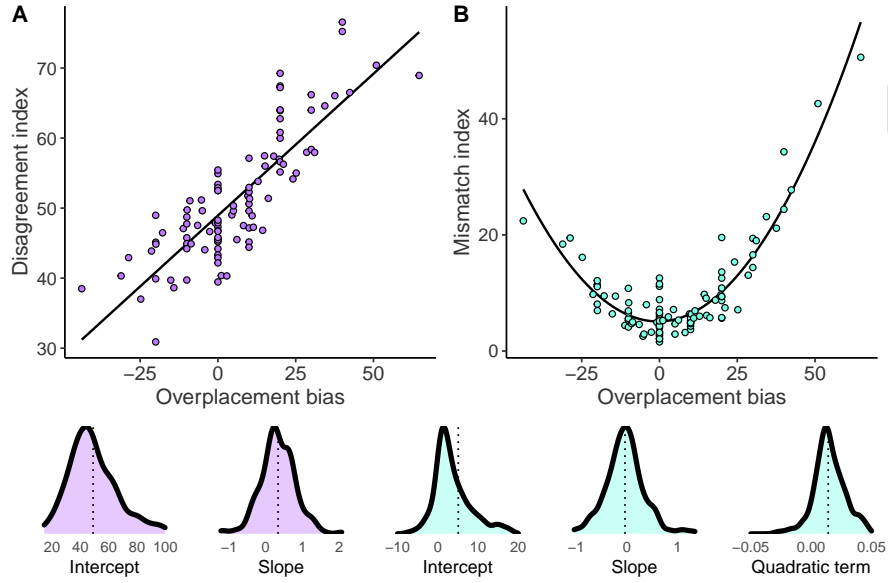 A
B
Disagreement index
70
60
50
40
30
−25 0 25 50
Overplacement bias
Mismatch index
40
20
0
−25 0 25 50
Overplacement bias
20 40 60 80 100
Intercept
−1 0 1 2
Slope
−10 0 10 20
Intercept
−1 0 1
Slope
−0.05 0.00 0.05
Quadratic term